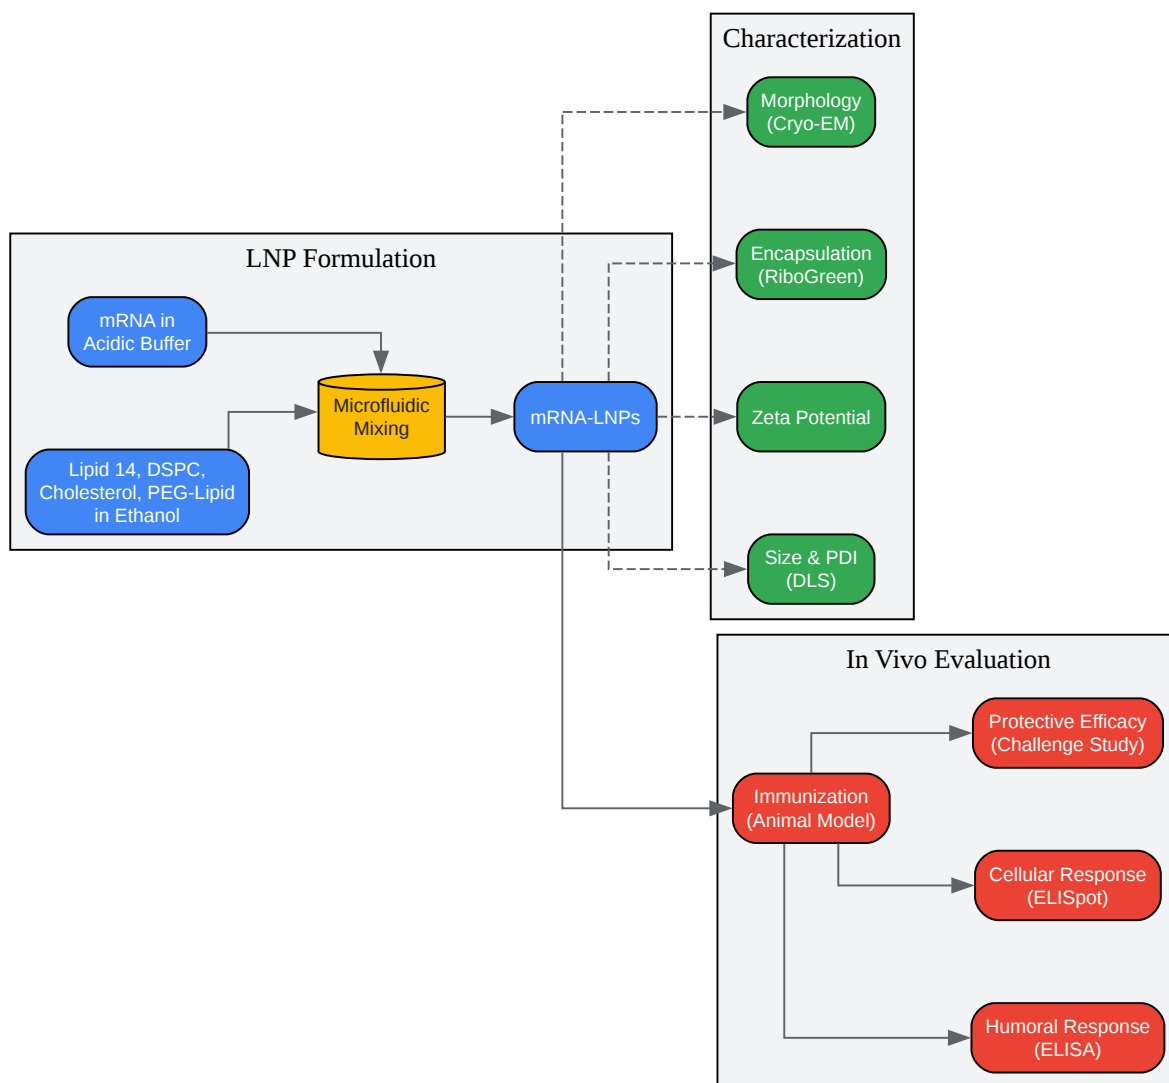 LNP Formulation
mRNA in
Acidic Buffer
Lipid 14, DSPC,
Cholesterol, PEG-Lipid
in Ethanol
Microfluidic
Mixing
mRNA-LNPs
Characterization
Morphology
(Cryo-EM)
Encapsulation
(RiboGreen)
Zeta Potential
Size & PDI
(DLS)
In Vivo Evaluation
Immunization
(Animal Model)
Protective Efficacy
(Challenge Study)
Cellular Response
(ELISpot)
Humoral Response
(ELISA)